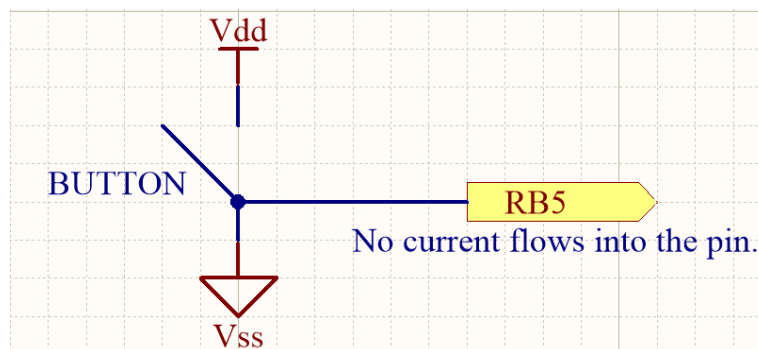 Vdd
BUTTON
RB5
No current flows into the pin.
Vss